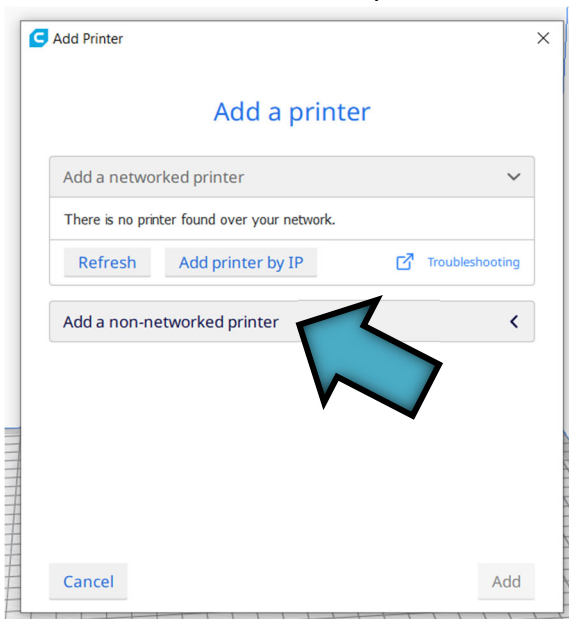 Add Printer
Add a printer
Add a networked printer
There is no printer found over your network.
Refresh Add printer by IP Troubleshooting
Add a non-networked printer
Cancel Add